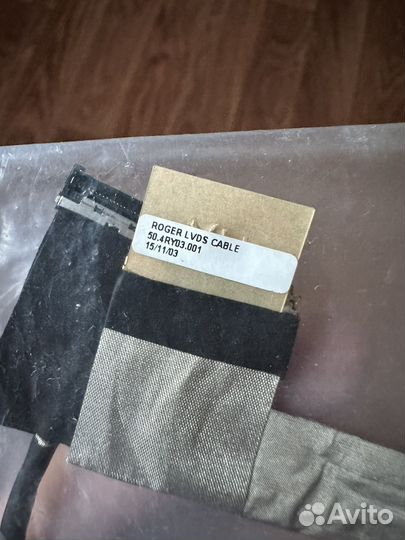 ROGER LVDS CABLE
50.4RY03.001
15/11/03
Avito